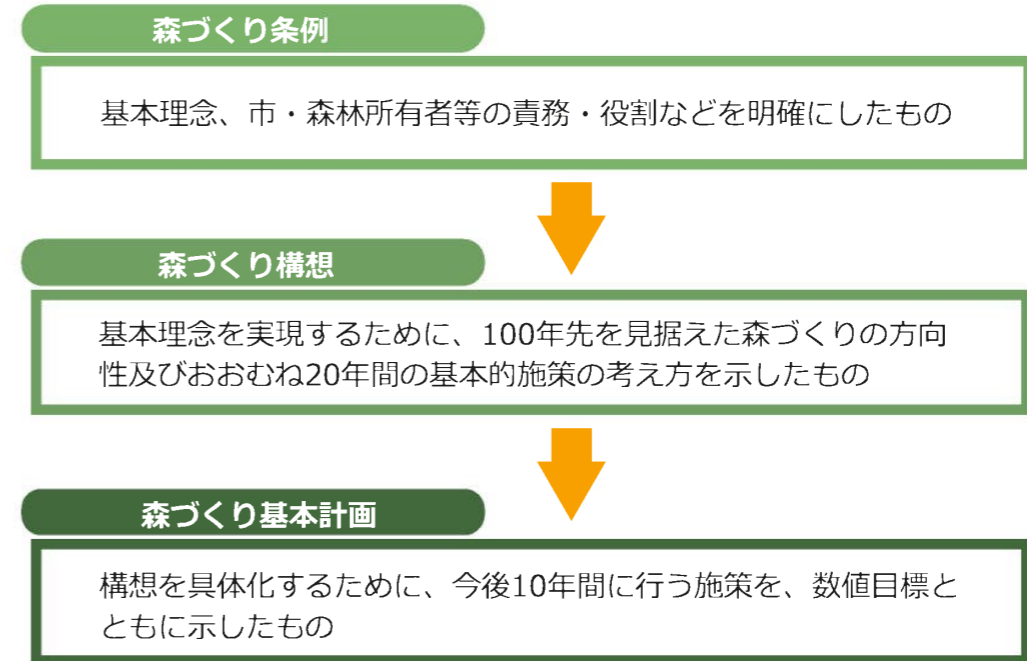 森づくり条例
基本理念、市・森林所有者等の責務・役割などを明確にしたもの
森づくり構想
基本理念を実現するために、100年先を見据えた森づくりの方向
性及びおおむね20年間の基本的施策の考え方を示したもの
森づくり基本計画
構想を具体化するために、今後10年間に行う施策を、数値目標と
ともに示したもの